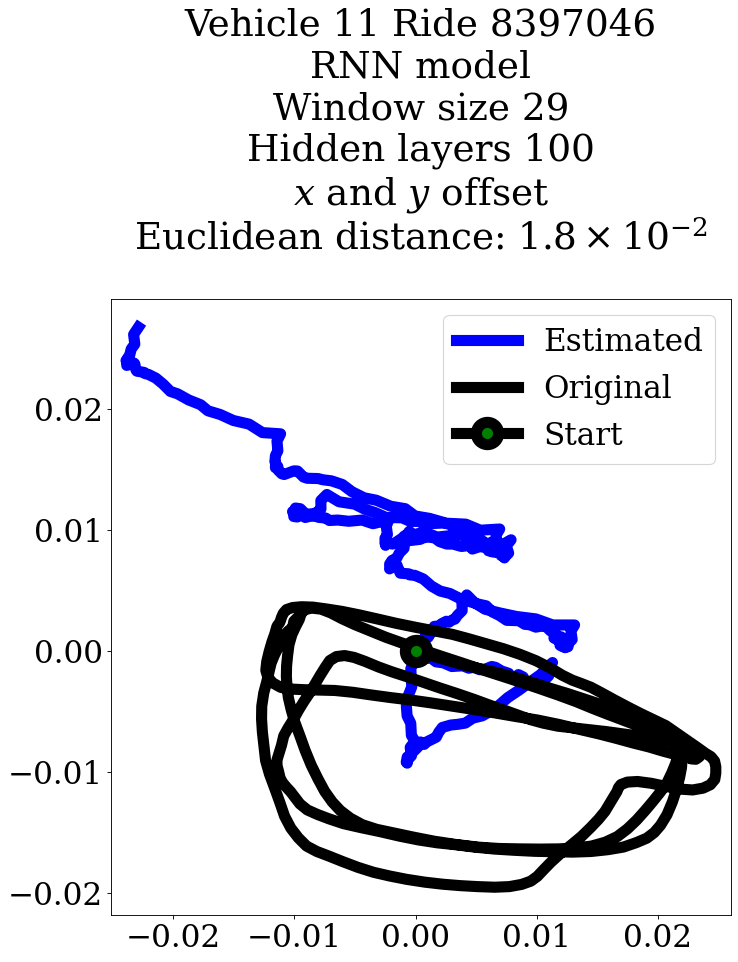 Vehicle 11 Ride 8397046
RNN model
Window size 29
Hidden layers 100
x and y offset
Euclidean distance: 1.8 × 10⁻²
Estimated
Original
Start
0.02
0.01
0.00
−0.01
−0.02
−0.02 −0.01 0.00 0.01 0.02